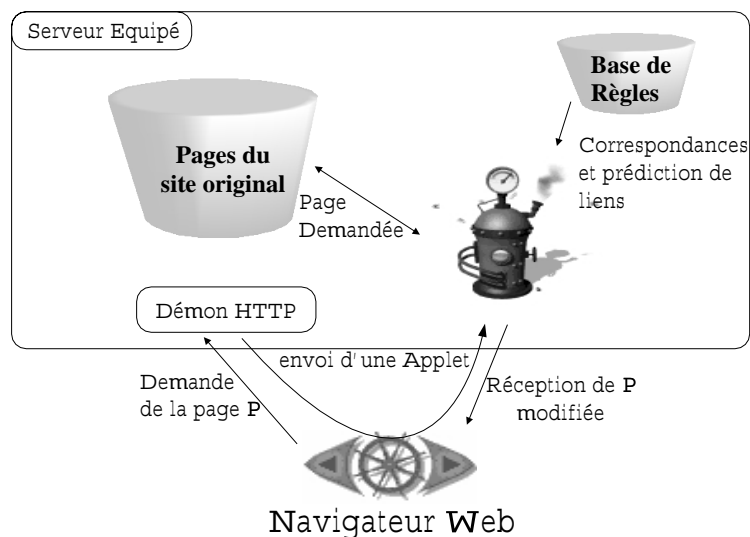 Serveur Equipé
Base de
Règles
Pages du
site original
Correspondances
et prédiction de
liens
Page
Demandée
Démon HTTP
envoi d'une Applet
Demande
de la page P
Réception de P
modifiée
Navigateur Web